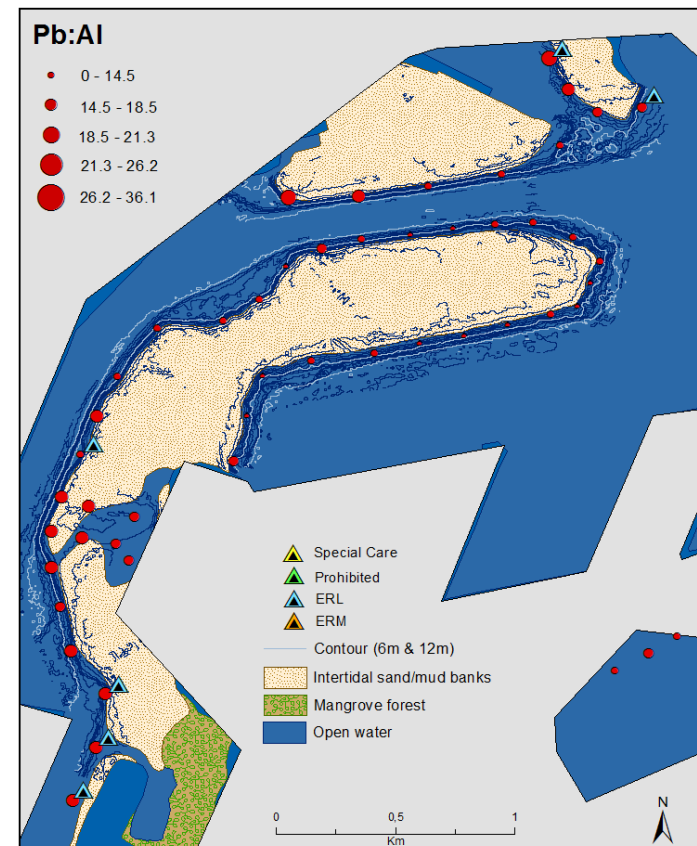 Pb:Al
0 - 14.5
14.5 - 18.5
18.5 - 21.3
21.3 - 26.2
26.2 - 36.1
Special Care
Prohibited
ERL
ERM
Contour (6m & 12m)
Intertidal sand/mud banks
Mangrove forest
Open water
0 0.5 1
Km
N